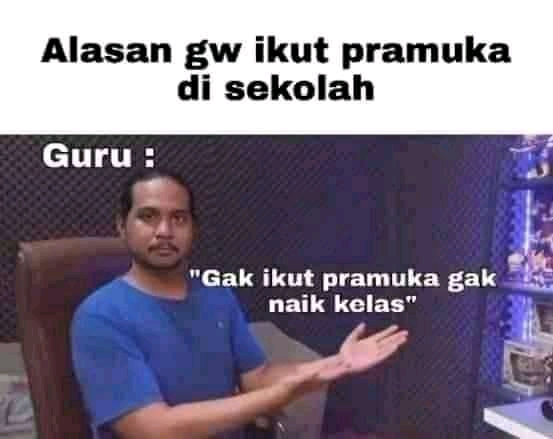 Alasan gw ikut pramuka
di sekolah
Guru :
"Gak ikut pramuka gak
naik kelas"